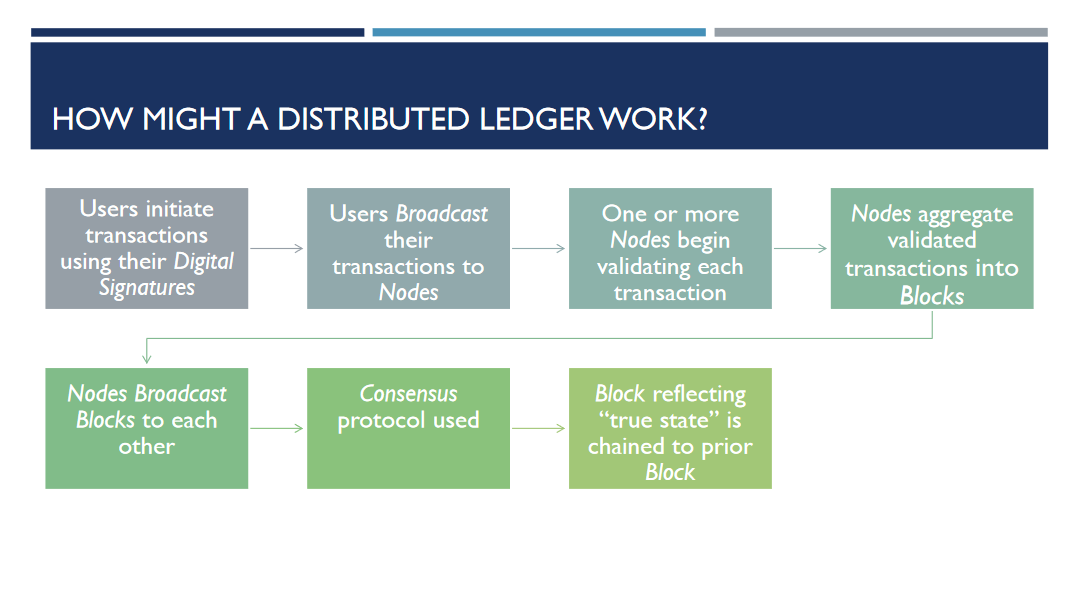 HOW MIGHT A DISTRIBUTED LEDGER WORK?
Users initiate
transactions
using their Digital
Signatures
Users Broadcast
their
transactions to
Nodes
One or more
Nodes begin
validating each
transaction
Nodes aggregate
validated
transactions into
Blocks
Nodes Broadcast
Blocks to each
other
Consensus
protocol used
Block reflecting
“true state” is
chained to prior
Block